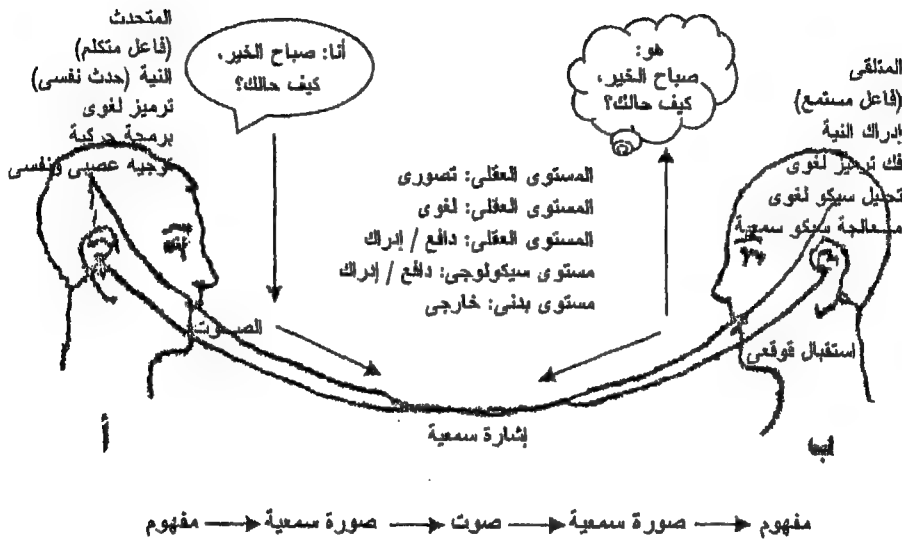 المتحدث
(فاعل متكلم)
النية (حدث نفسى)
ترميز لغوى
برمجة حركية
توجيه عصبى ونفسى
أنا: صباح الخير،
كيف حالك؟
هو:
صباح الخير،
كيف حالك؟
المتلقى
(فاعل مستمع)
إدراك النية
فك ترميز لغوى
تحليل سيكو لغوى
معالجة سيكو سمعية
المستوى العقلى: تصورى
المستوى العقلى: لغوى
المستوى العقلى: دافع / إدراك
مستوى سيكولوجى: دافع / إدراك
مستوى بدنى: خارجى
الصوت
استقبال قوقعى
إشارة سمعية
أ
ب
مفهوم → صورة سمعية → صوت → صورة سمعية → مفهوم